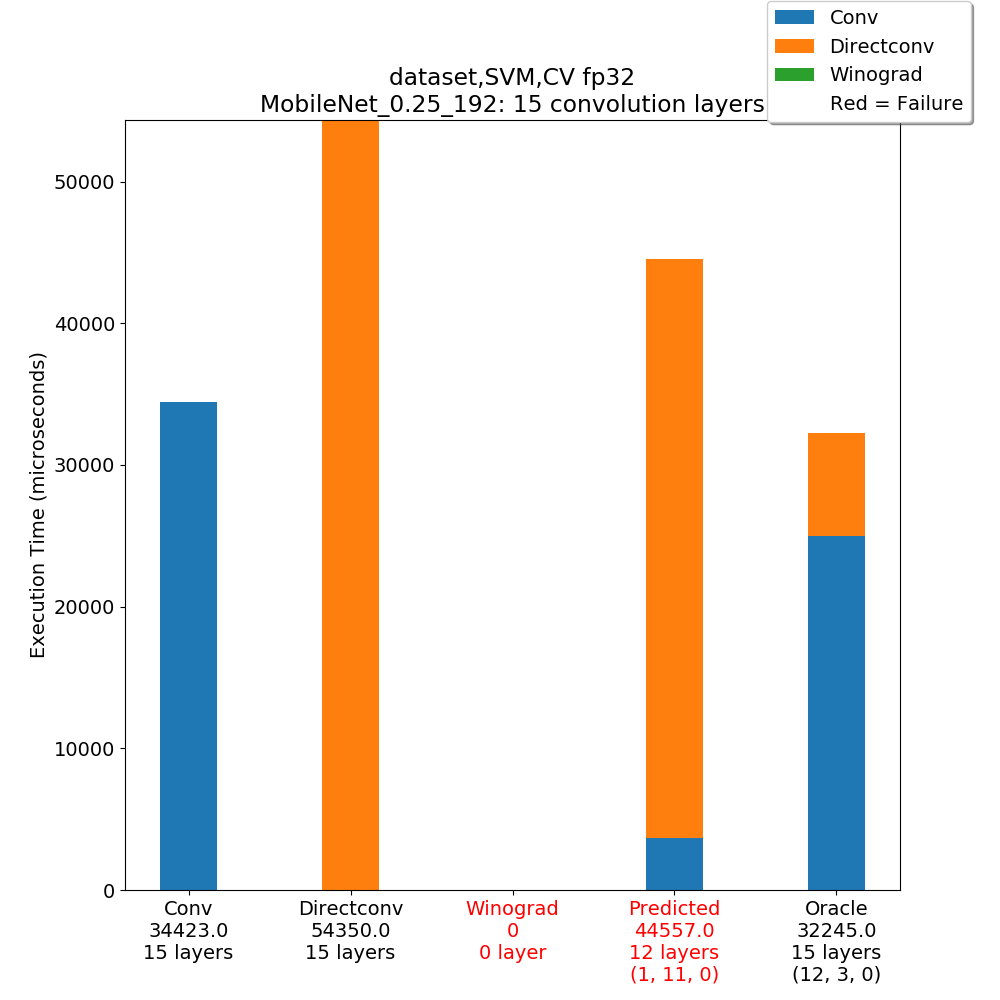 Conv
Directconv
Winograd
Red = Failure
dataset,SVM,CV fp32
MobileNet_0.25_192: 15 convolution layers
Execution Time (microseconds)
50000
40000
30000
20000
10000
0
Conv
34423.0
15 layers
Directconv
54350.0
15 layers
Winograd
0
0 layer
Predicted
44557.0
12 layers
(1, 11, 0)
Oracle
32245.0
15 layers
(12, 3, 0)